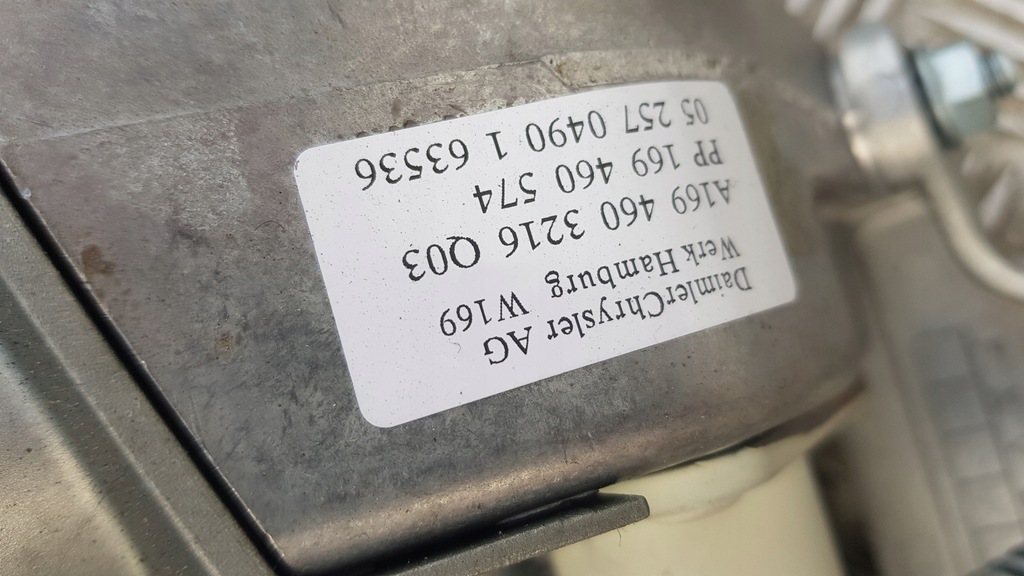 DaimlerChrysler AG
Werk Hamburg W169
A169 460 3216 Q03
PP 169 460 574
05 257 0490 1 63536